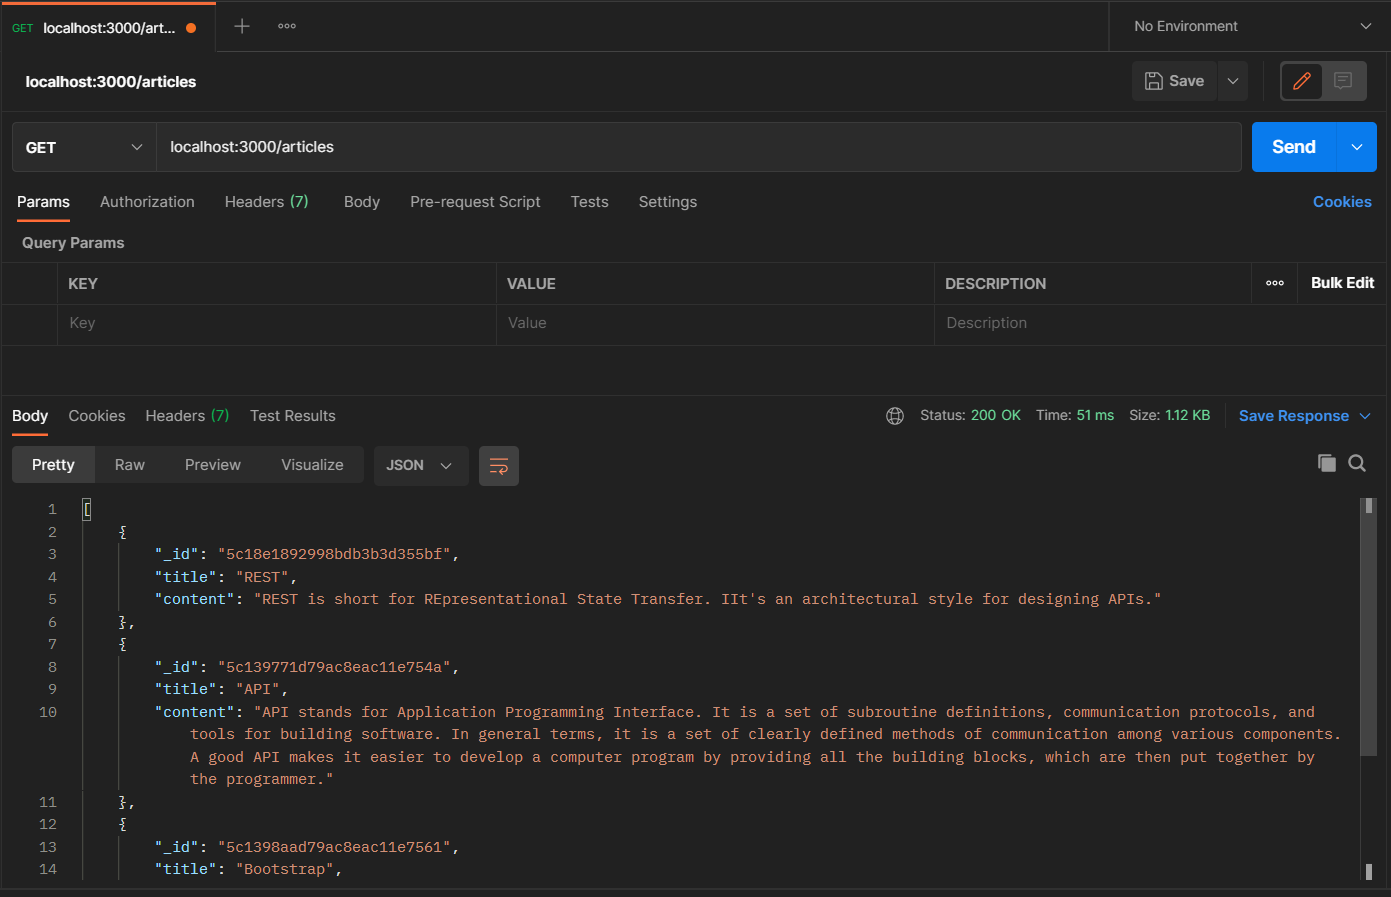 GET localhost:3000/art...
No Environment
localhost:3000/articles
Save
GET localhost:3000/articles Send
Params Authorization Headers (7) Body Pre-request Script Tests Settings Cookies
Query Params
KEY VALUE DESCRIPTION Bulk Edit
Key Value Description
Body Cookies Headers (7) Test Results Status: 200 OK Time: 51 ms Size: 1.12 KB Save Response
Pretty Raw Preview Visualize JSON
1 [
2 {
3 "_id": "5c18e1892998bdb3b3d355bf",
4 "title": "REST",
5 "content": "REST is short for REpresentational State Transfer. IIt's an architectural style for designing APIs."
6 },
7 {
8 "_id": "5c139771d79ac8eac11e754a",
9 "title": "API",
10 "content": "API stands for Application Programming Interface. It is a set of subroutine definitions, communication protocols, and
tools for building software. In general terms, it is a set of clearly defined methods of communication among various components.
A good API makes it easier to develop a computer program by providing all the building blocks, which are then put together by
the programmer."
11 },
12 {
13 "_id": "5c1398aad79ac8eac11e7561",
14 "title": "Bootstrap",